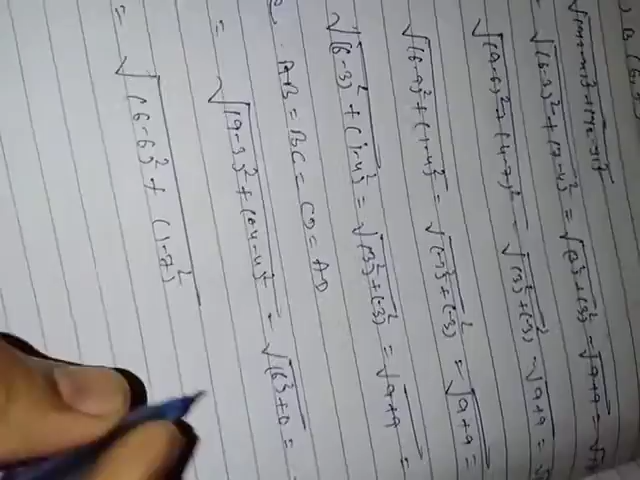 ) B (6,7)
= √(6-3)² + (7-4)² = √(3)² + (3)² = √9+9 = √
√(9-6)² + (4-7)² = √(3)² + (-3)² = √9+9 = √
√(6-9)² + (1-4)² = √(-3)² + (-3)² = √9+9 =
√(6-3)² + (1-4)² = √(3)² + (-3)² = √9+9 =
∴ AB = BC = CD = AD
= √(9-3)² + (4-4)² = √(6)² + 0 =
= √(6-6)² + (1-7)²